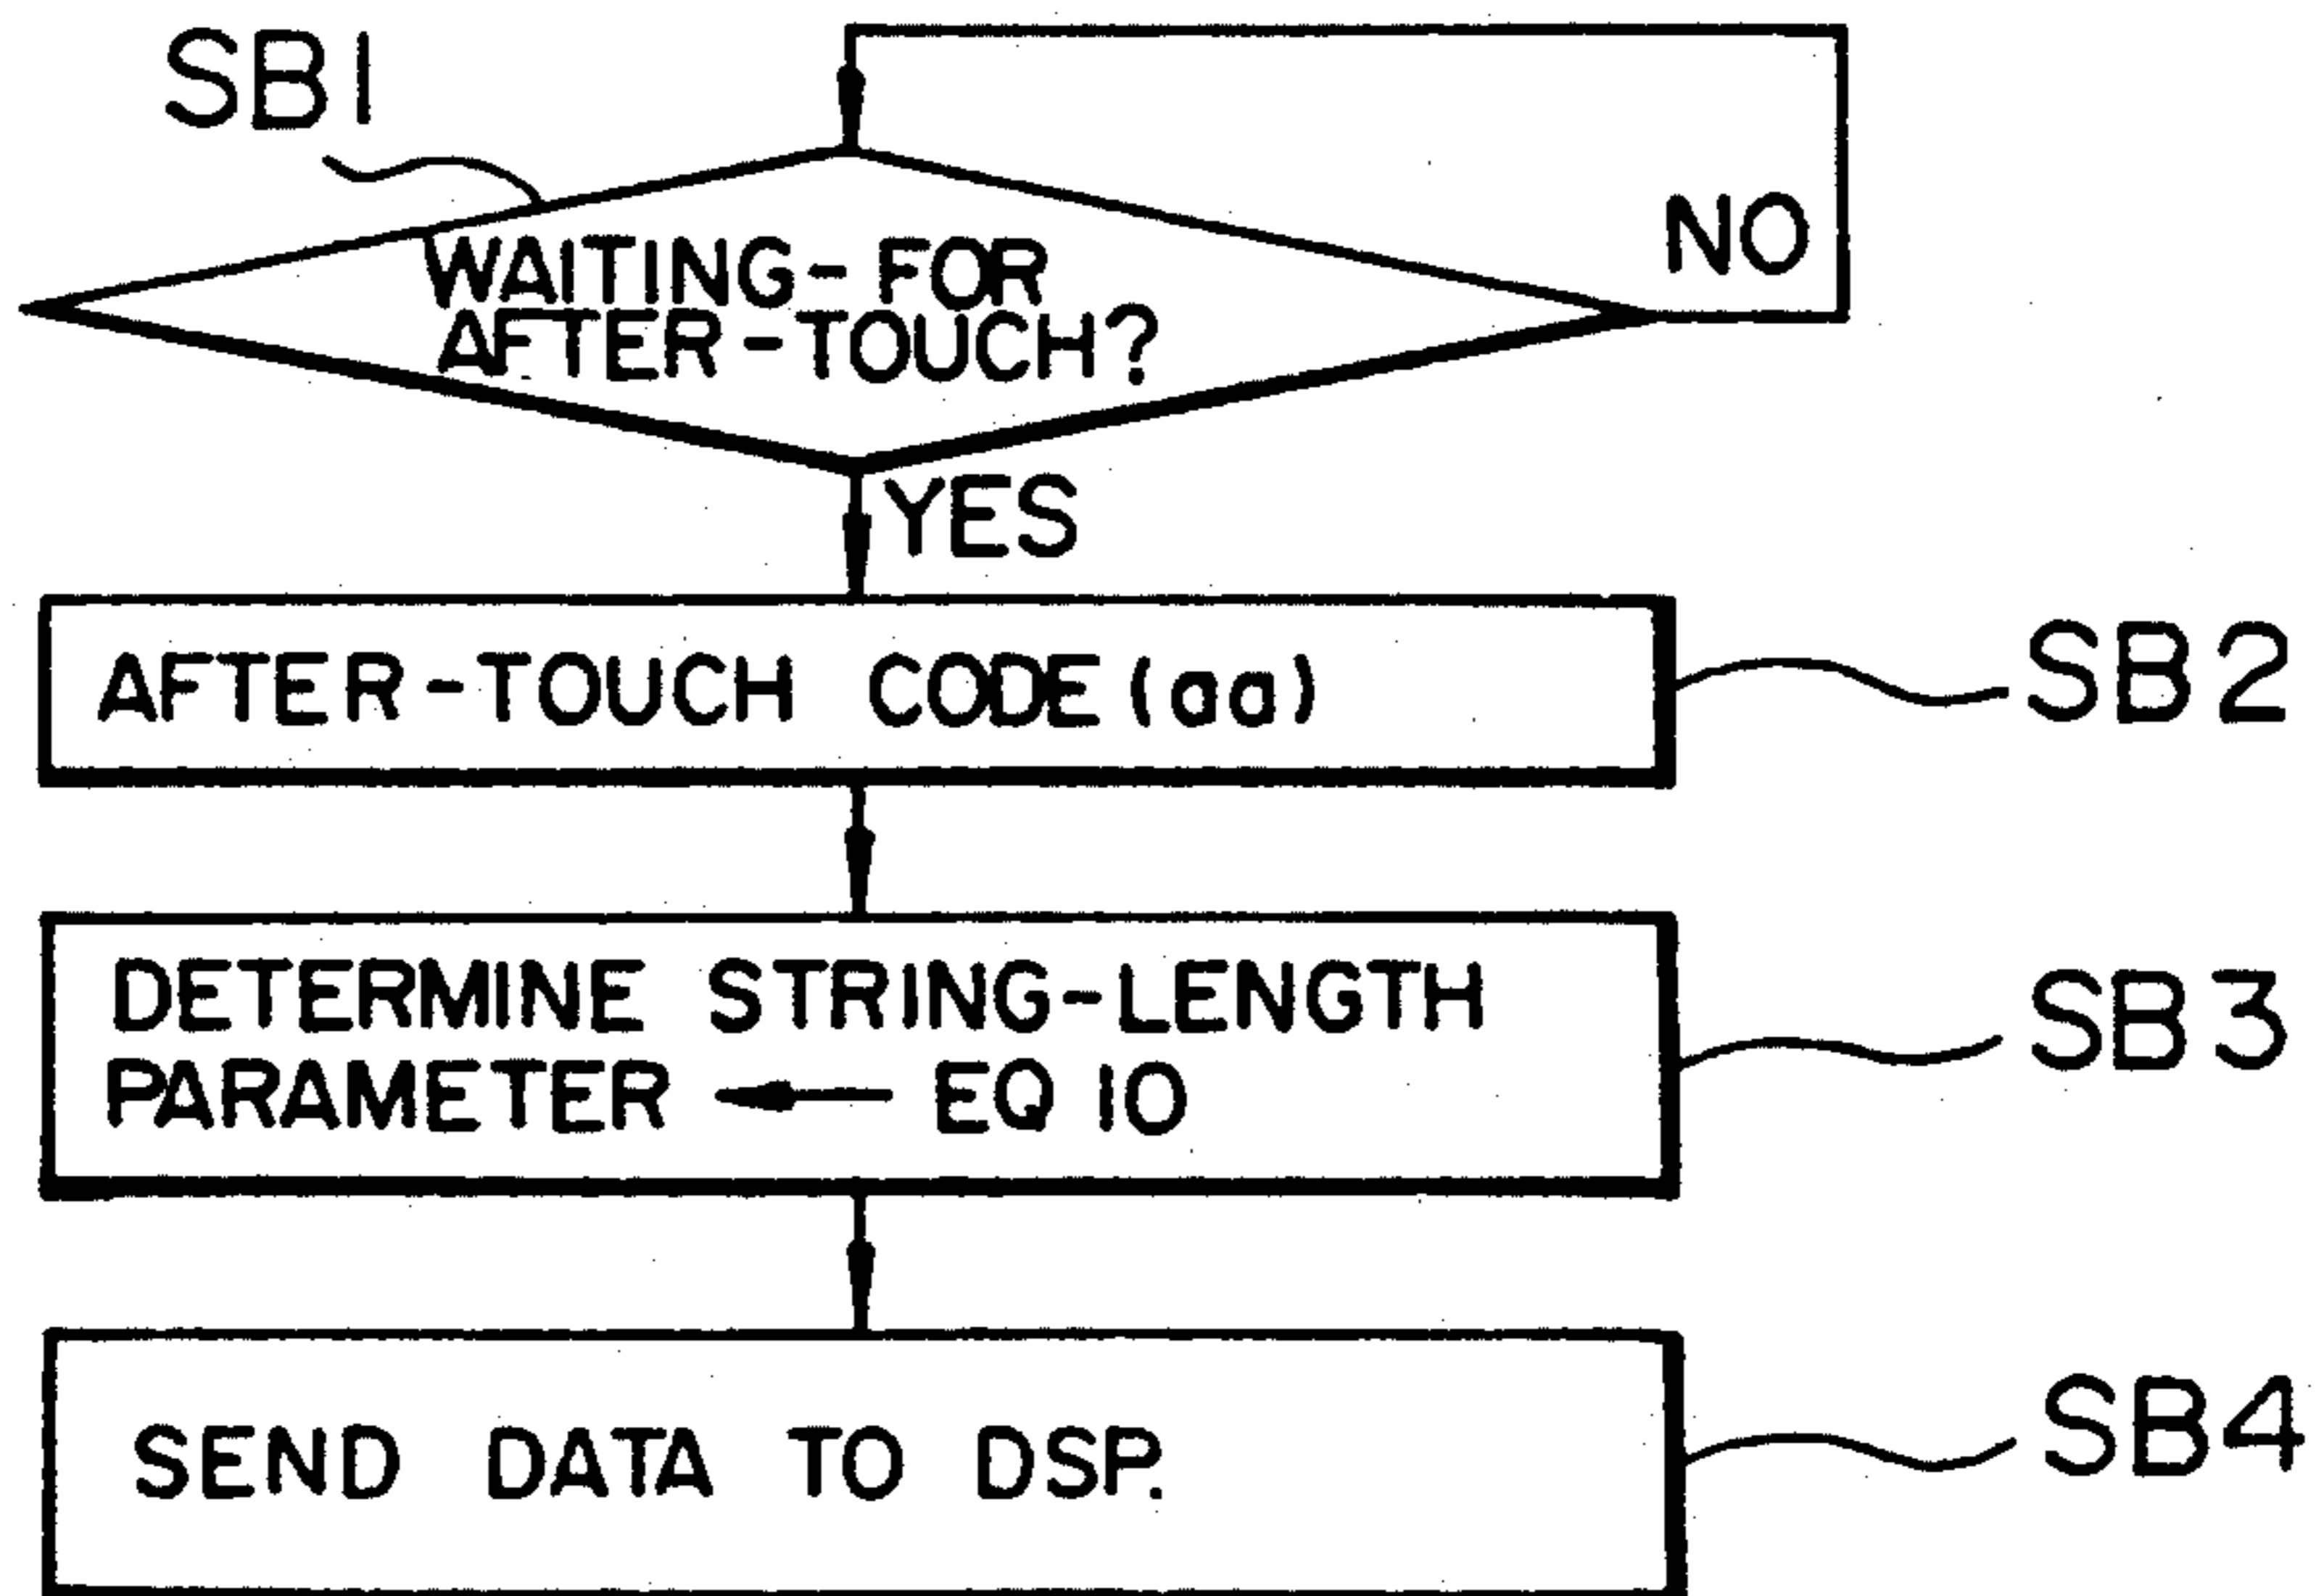 SB1
WAITING-FOR
AFTER-TOUCH?
NO
YES
AFTER-TOUCH CODE(aa)
SB2
DETERMINE STRING-LENGTH
PARAMETER ← EQ 10
SB3
SEND DATA TO DSP.
SB4